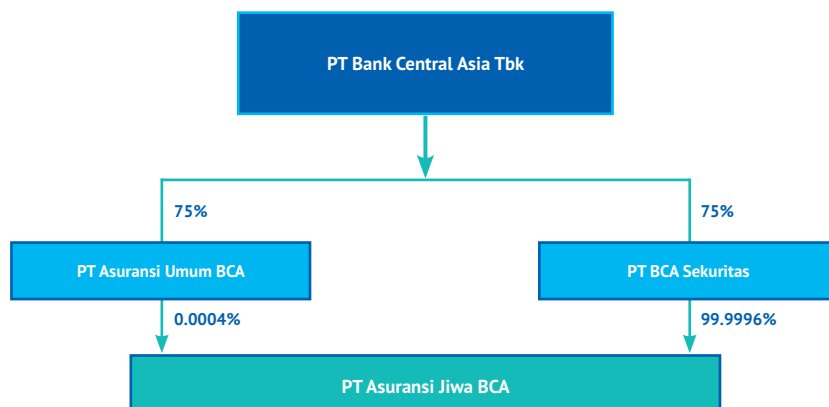 PT Bank Central Asia Tbk
75%
75%
PT Asuransi Umum BCA
PT BCA Sekuritas
0.0004%
99.9996%
PT Asuransi Jiwa BCA